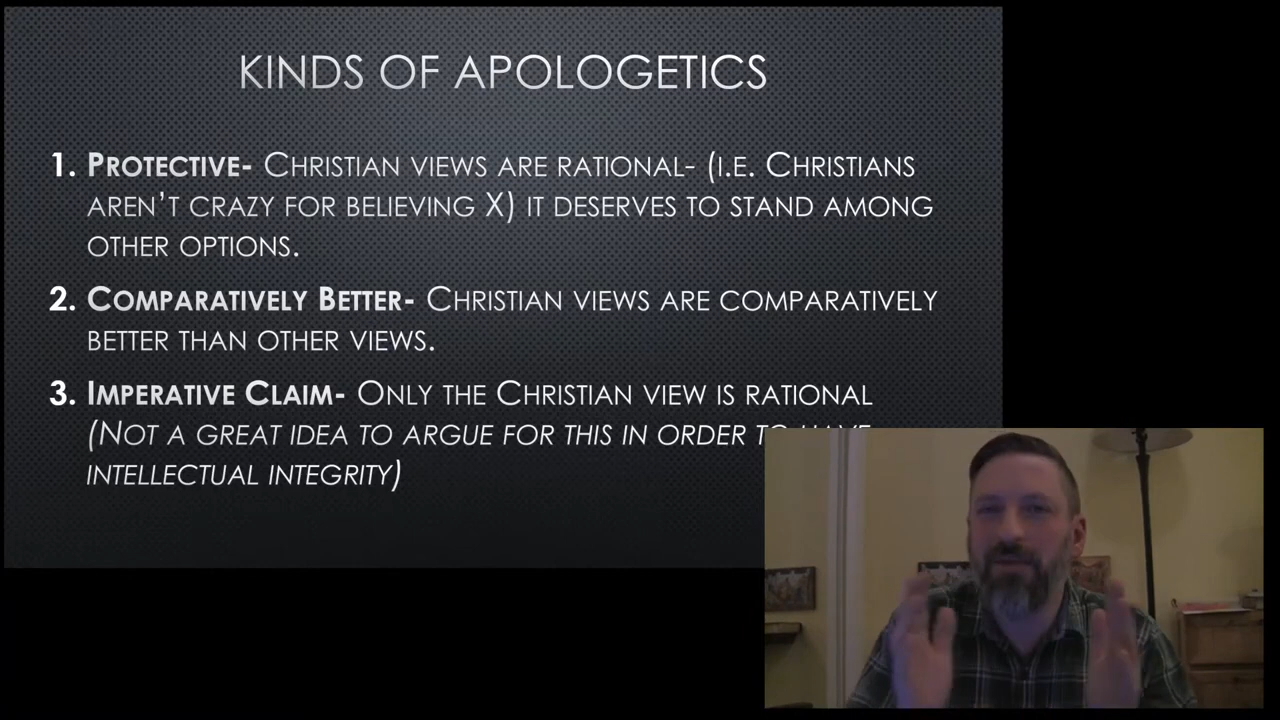 KINDS OF APOLOGETICS
1. PROTECTIVE- CHRISTIAN VIEWS ARE RATIONAL- (I.E. CHRISTIANS
AREN'T CRAZY FOR BELIEVING X) IT DESERVES TO STAND AMONG
OTHER OPTIONS.
2. COMPARATIVELY BETTER- CHRISTIAN VIEWS ARE COMPARATIVELY
BETTER THAN OTHER VIEWS.
3. IMPERATIVE CLAIM- ONLY THE CHRISTIAN VIEW IS RATIONAL
(NOT A GREAT IDEA TO ARGUE FOR THIS IN ORDER TO HAVE
INTELLECTUAL INTEGRITY)